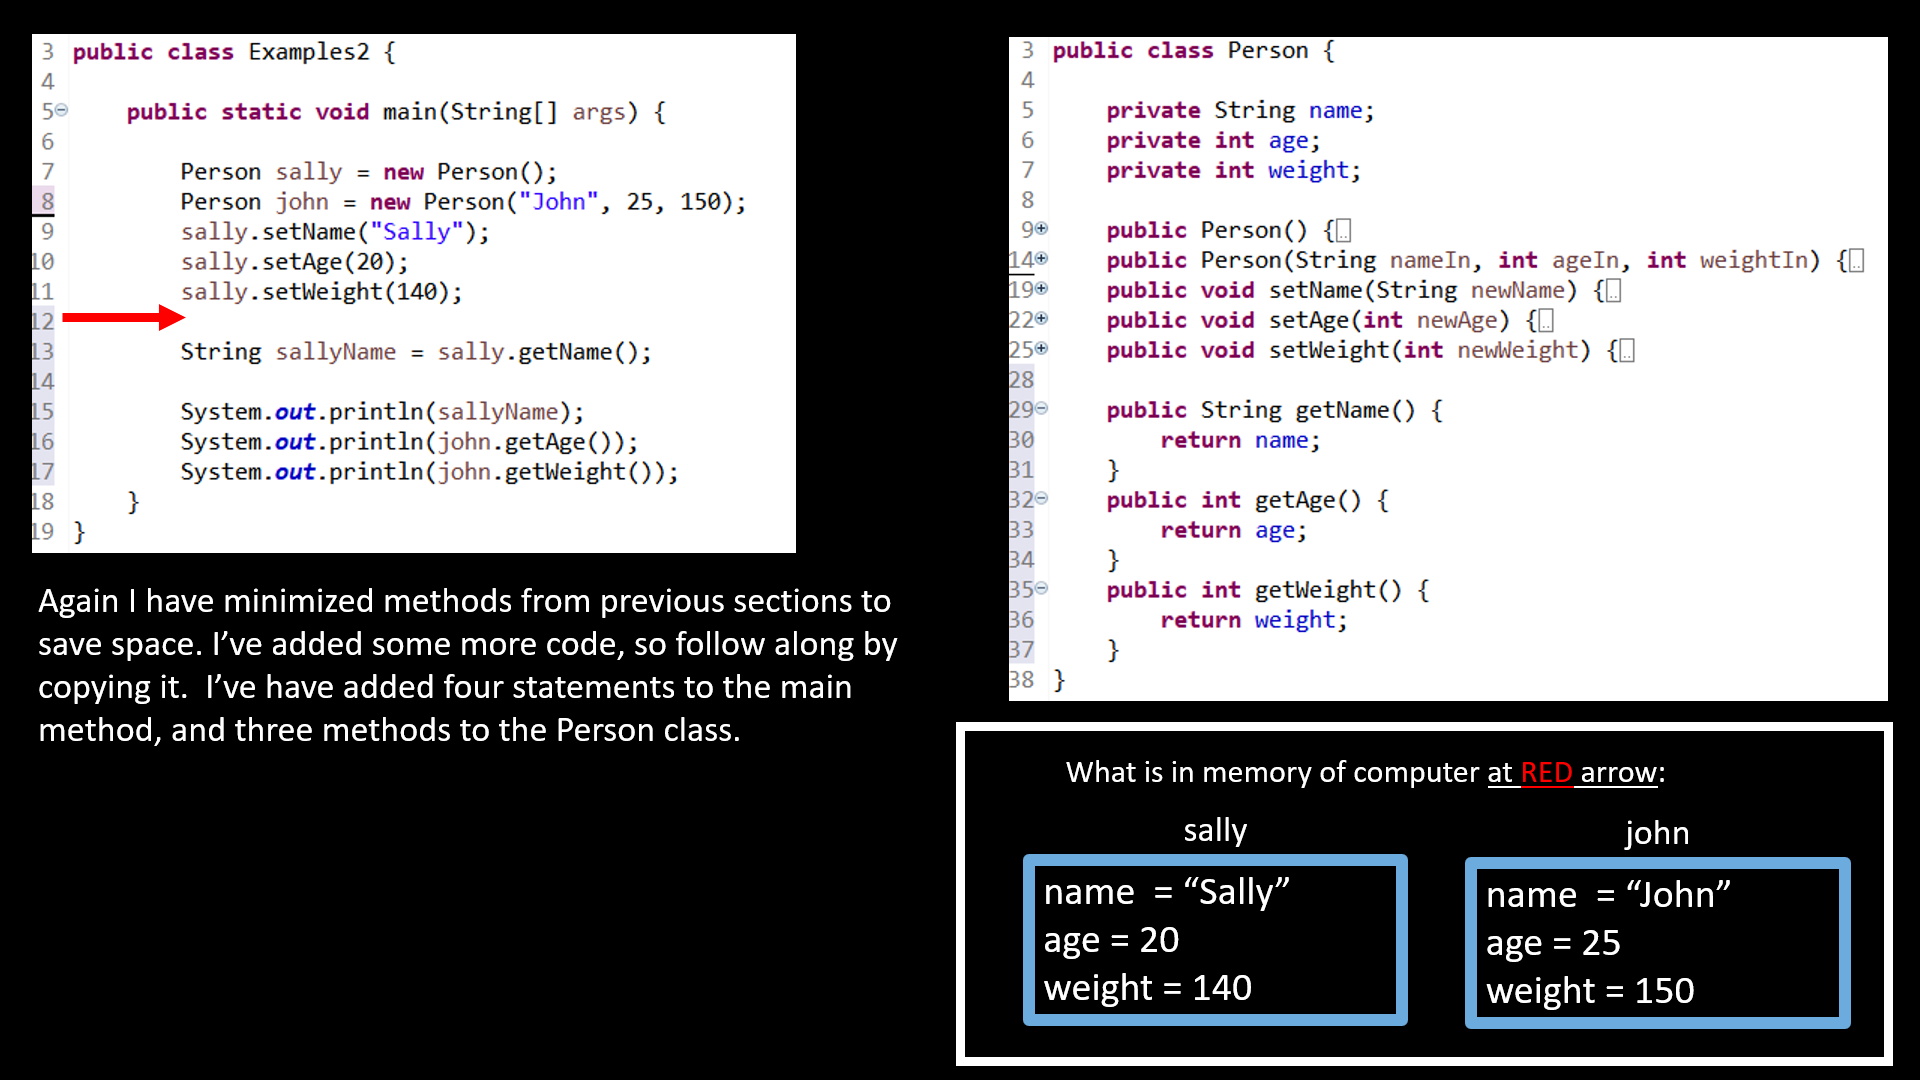 3 public class Examples2 {
4
5 public static void main(String[] args) {
6
7 Person sally = new Person();
8 Person john = new Person("John", 25, 150);
9 sally.setName("Sally");
10 sally.setAge(20);
11 sally.setWeight(140);
12
13 String sallyName = sally.getName();
14
15 System.out.println(sallyName);
16 System.out.println(john.getAge());
17 System.out.println(john.getWeight());
18 }
19 }
Again I have minimized methods from previous sections to
save space. I’ve added some more code, so follow along by
copying it.  I’ve have added four statements to the main
method, and three methods to the Person class.
3 public class Person {
4
5 private String name;
6 private int age;
7 private int weight;
8
9 public Person() {
14 public Person(String nameIn, int ageIn, int weightIn) {
19 public void setName(String newName) {
22 public void setAge(int newAge) {
25 public void setWeight(int newWeight) {
28
29 public String getName() {
30 return name;
31 }
32 public int getAge() {
33 return age;
34 }
35 public int getWeight() {
36 return weight;
37 }
38 }
What is in memory of computer at RED arrow:
sally
name  = “Sally”
age = 20
weight = 140
john
name  = “John”
age = 25
weight = 150